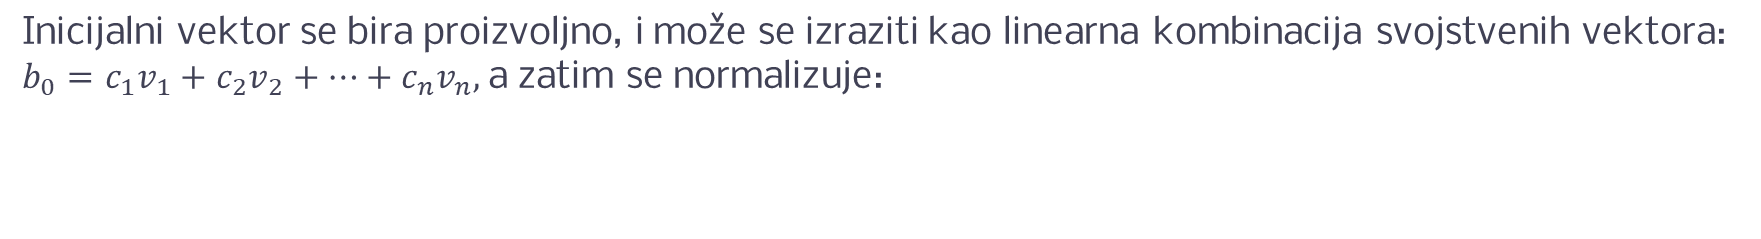 Inicijalni vektor se bira proizvoljno, i može se izraziti kao linearna kombinacija svojstvenih vektora:
b₀ = c₁v₁ + c₂v₂ + ⋯ + cₙvₙ, a zatim se normalizuje: